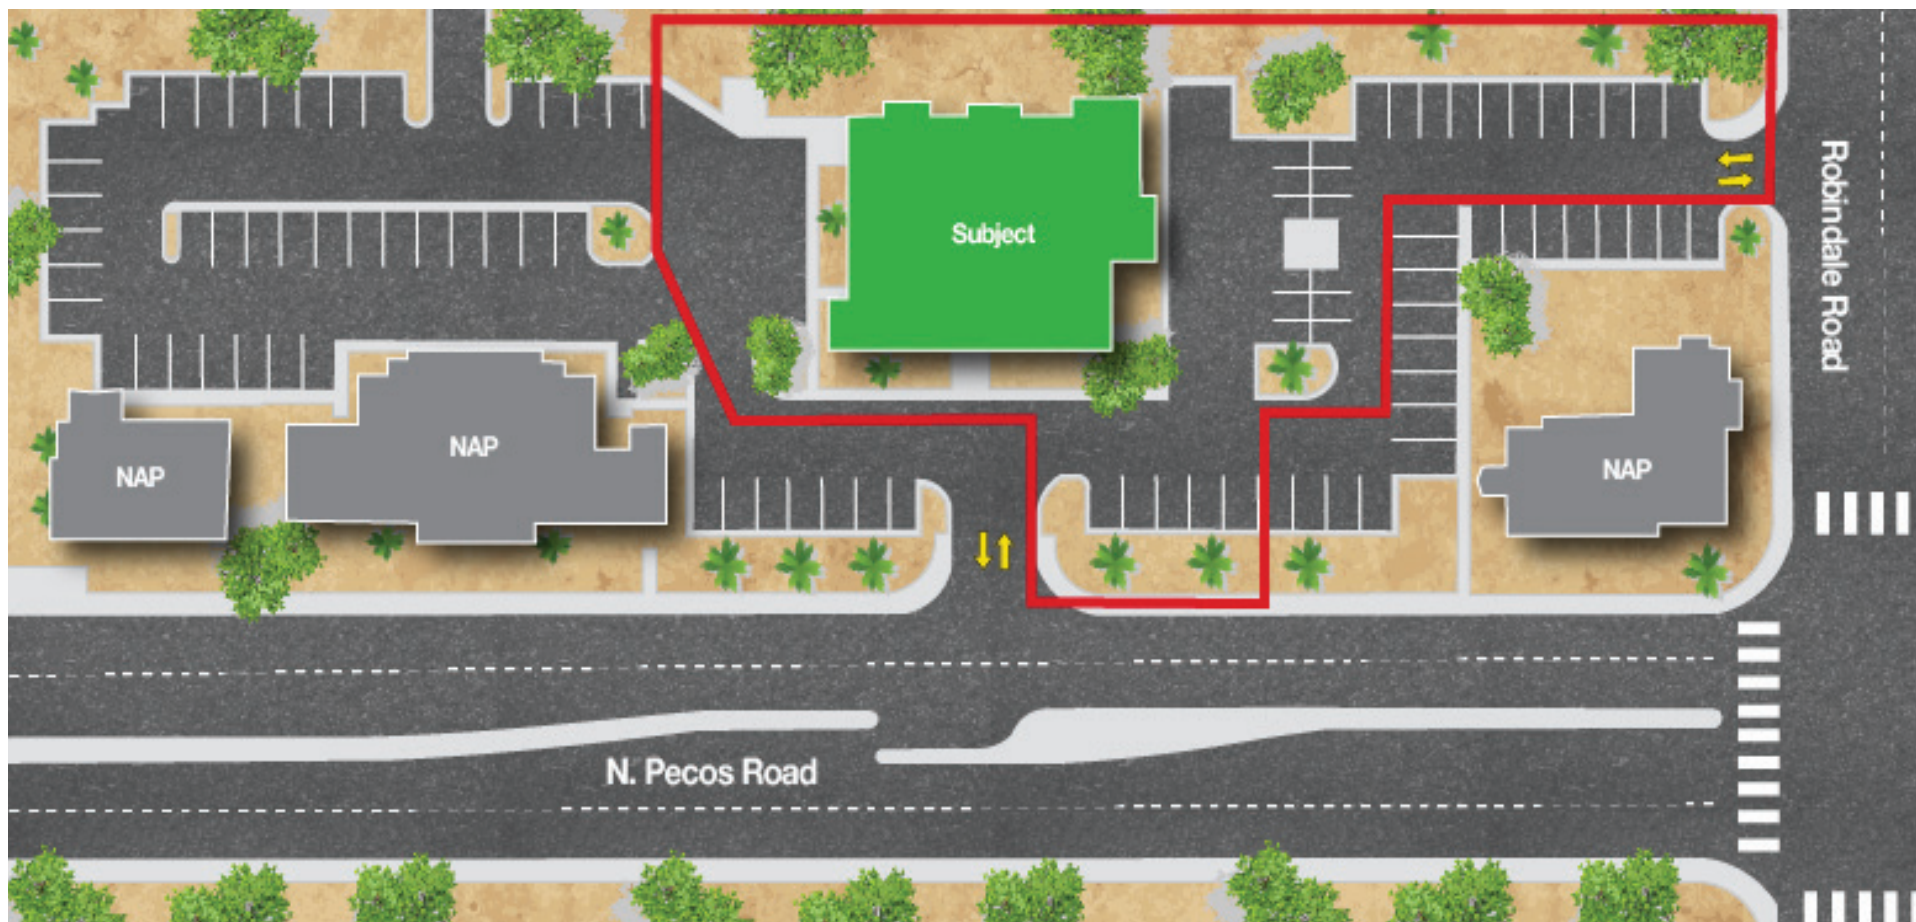 Subject
Robindale Road
NAP
NAP
NAP
N. Pecos Road